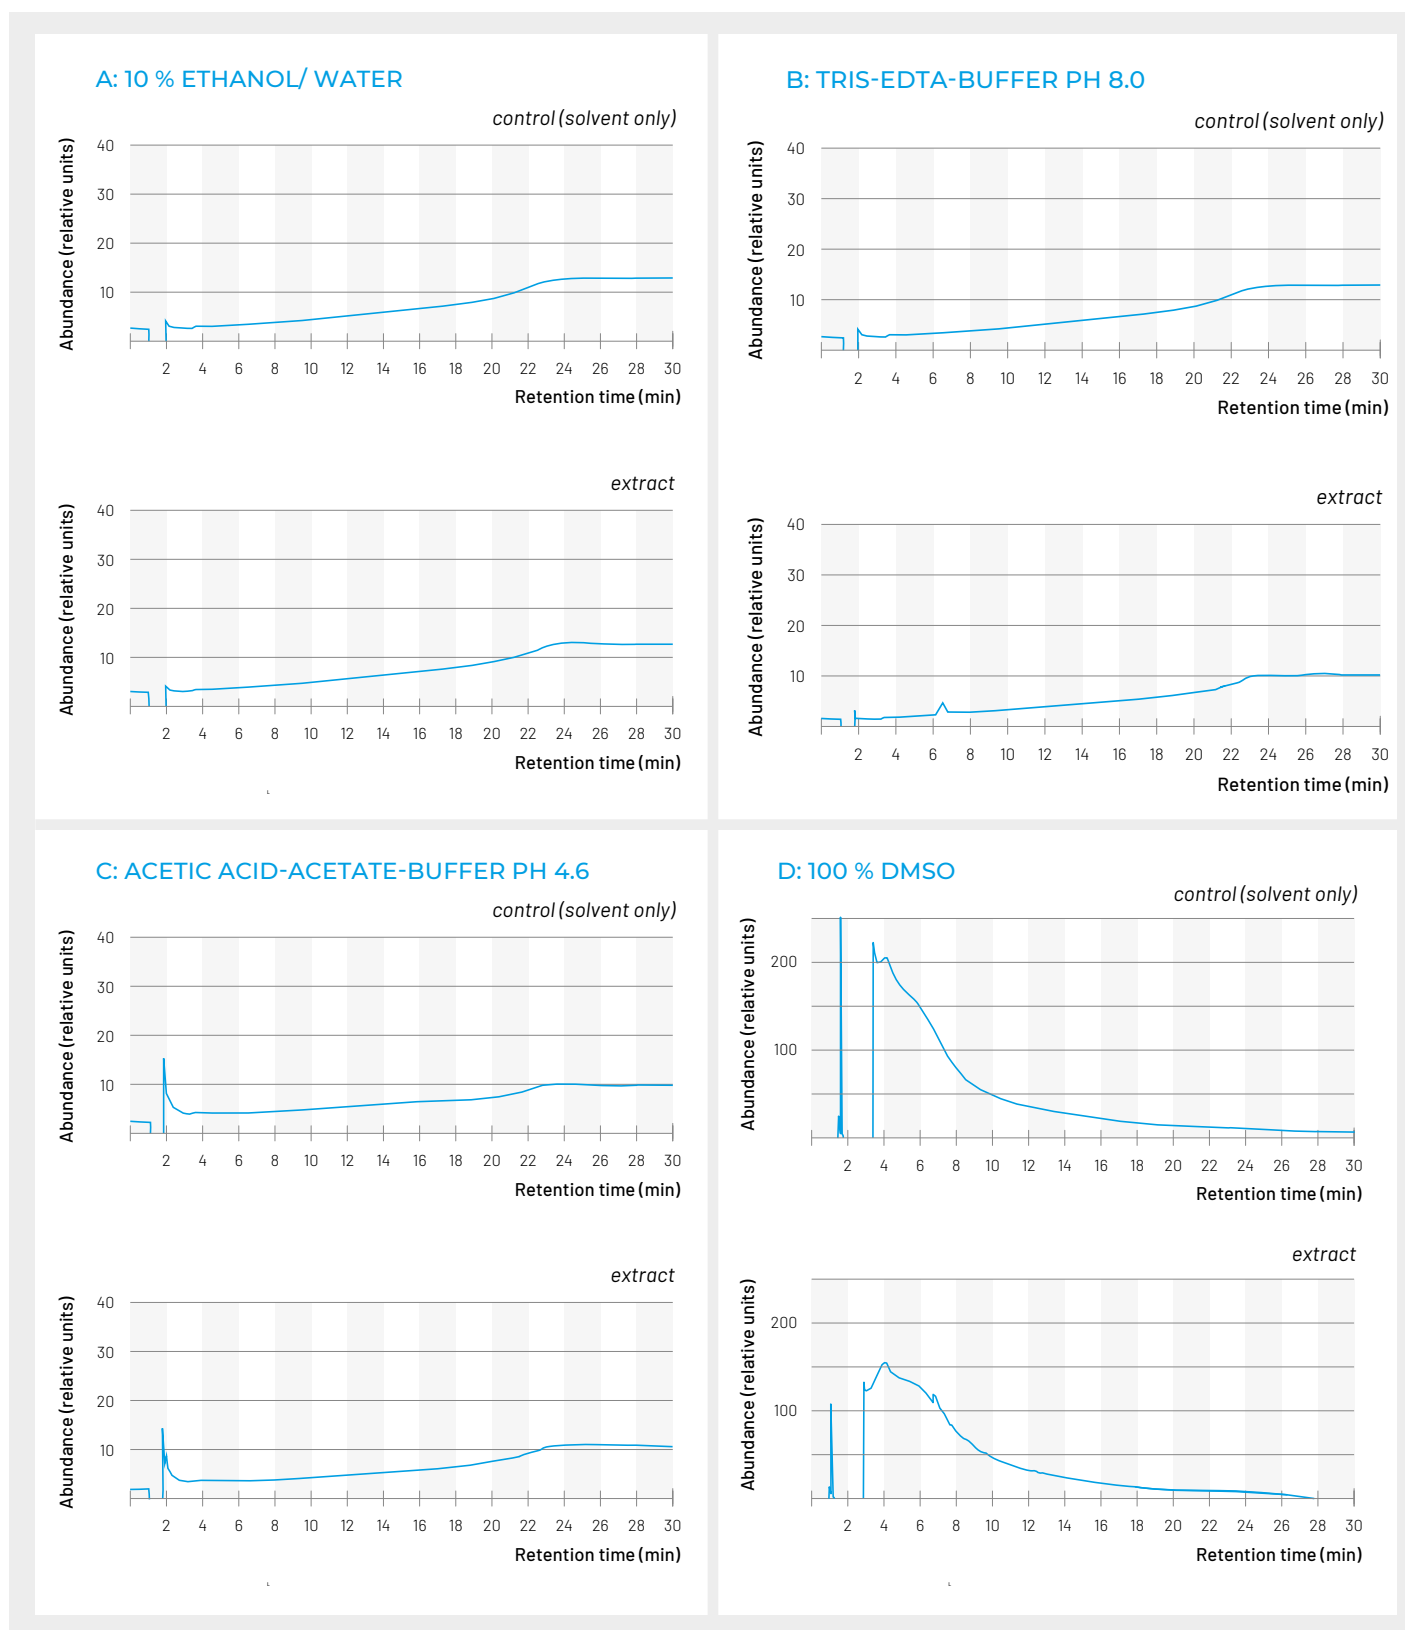 A: 10 % ETHANOL/ WATER
control (solvent only)
Abundance (relative units)
40
30
20
10
2 4 6 8 10 12 14 16 18 20 22 24 26 28 30
Retention time (min)
extract
Abundance (relative units)
40
30
20
10
2 4 6 8 10 12 14 16 18 20 22 24 26 28 30
Retention time (min)
B: TRIS-EDTA-BUFFER PH 8.0
control (solvent only)
Abundance (relative units)
40
30
20
10
2 4 6 8 10 12 14 16 18 20 22 24 26 28 30
Retention time (min)
extract
Abundance (relative units)
40
30
20
10
2 4 6 8 10 12 14 16 18 20 22 24 26 28 30
Retention time (min)
C: ACETIC ACID-ACETATE-BUFFER PH 4.6
control (solvent only)
Abundance (relative units)
40
30
20
10
2 4 6 8 10 12 14 16 18 20 22 24 26 28 30
Retention time (min)
extract
Abundance (relative units)
40
30
20
10
2 4 6 8 10 12 14 16 18 20 22 24 26 28 30
Retention time (min)
D: 100 % DMSO
control (solvent only)
Abundance (relative units)
200
100
2 4 6 8 10 12 14 16 18 20 22 24 26 28 30
Retention time (min)
extract
Abundance (relative units)
200
100
2 4 6 8 10 12 14 16 18 20 22 24 26 28 30
Retention time (min)